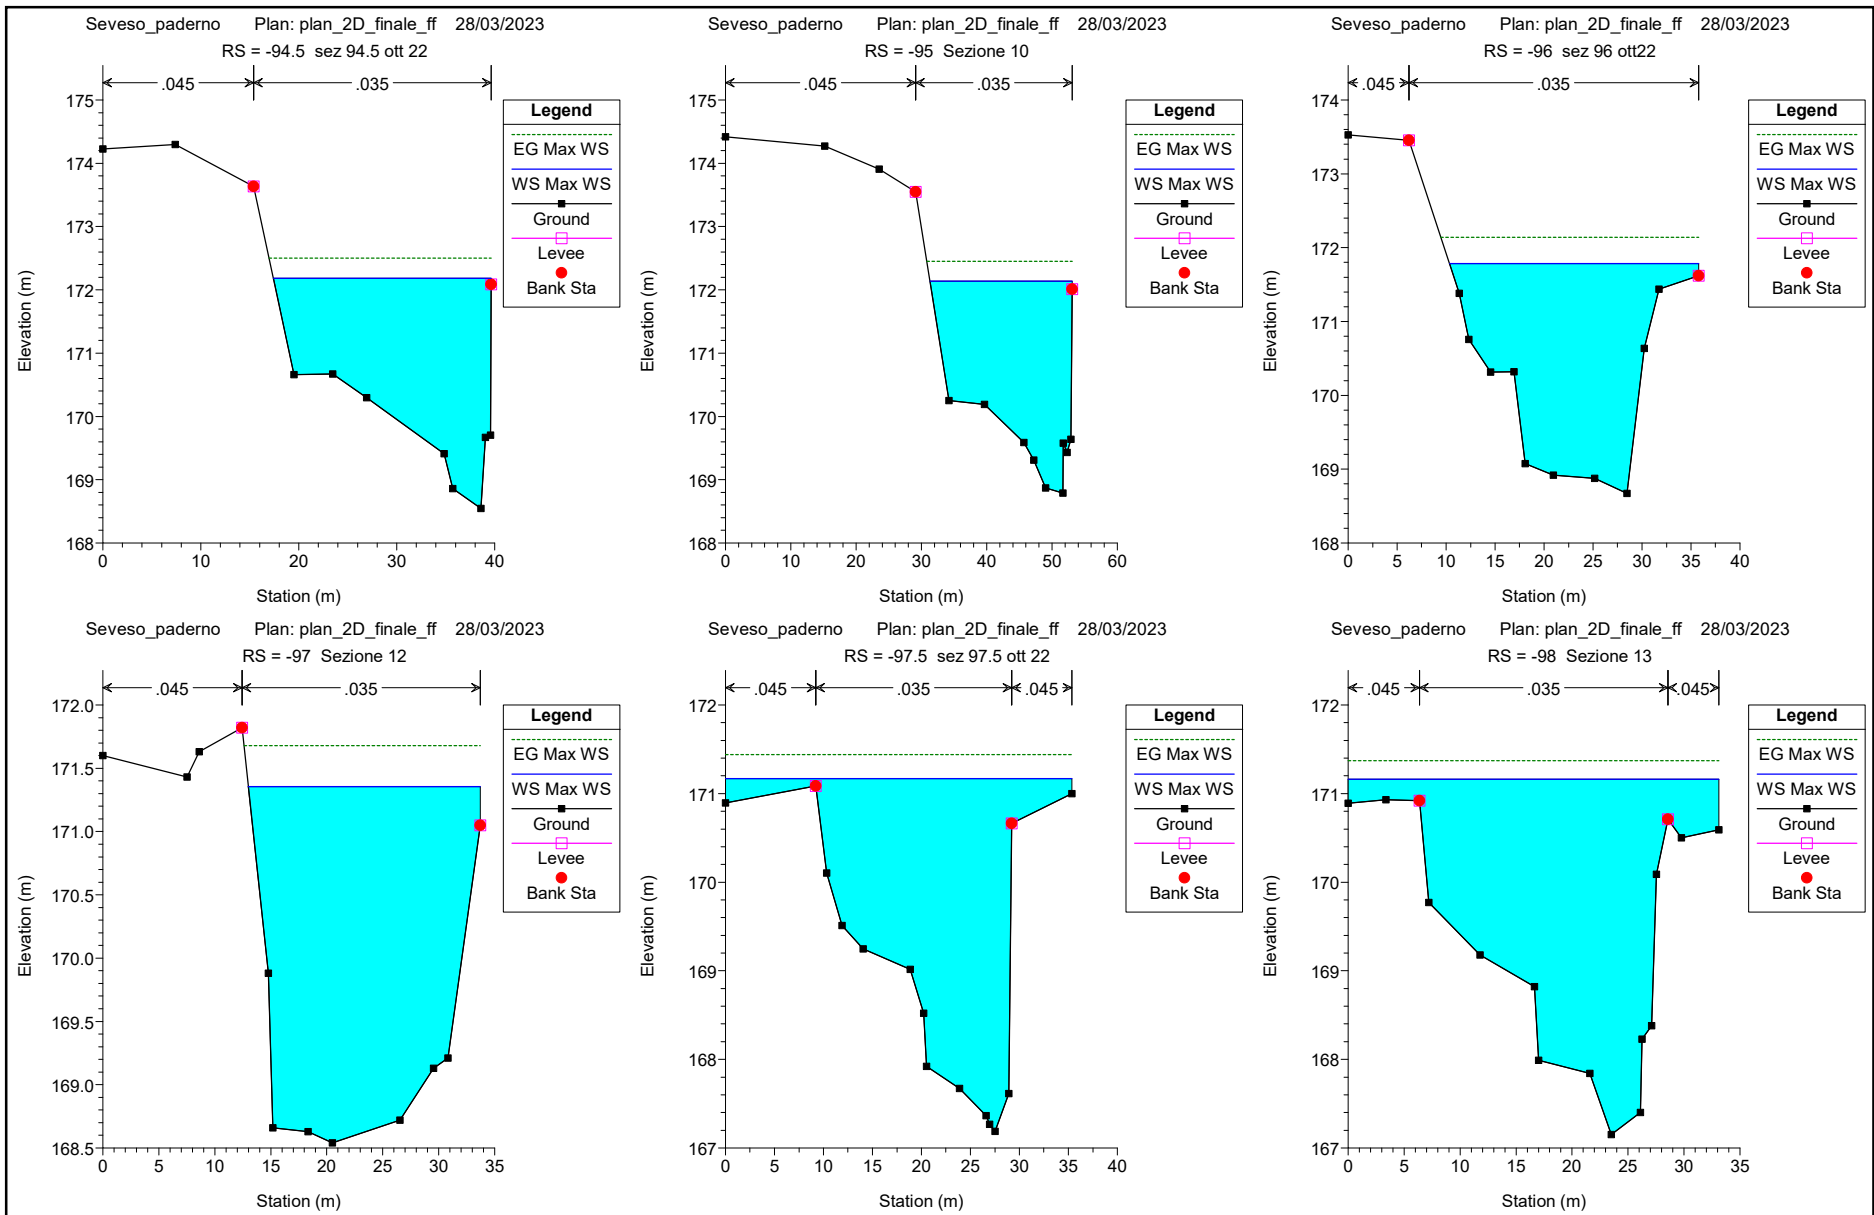 Seveso_paderno Plan: plan_2D_finale_ff 28/03/2023
RS = -94.5 sez 94.5 ott 22
.045 .035
175
174
173
172
171
170
169
168
Elevation (m)
0 10 20 30 40
Station (m)
Legend
EG Max WS
WS Max WS
Ground
Levee
Bank Sta
Seveso_paderno Plan: plan_2D_finale_ff 28/03/2023
RS = -95 Sezione 10
.045 .035
175
174
173
172
171
170
169
168
Elevation (m)
0 10 20 30 40 50 60
Station (m)
Legend
EG Max WS
WS Max WS
Ground
Levee
Bank Sta
Seveso_paderno Plan: plan_2D_finale_ff 28/03/2023
RS = -96 sez 96 ott22
.045 .035
174
173
172
171
170
169
168
Elevation (m)
0 5 10 15 20 25 30 35 40
Station (m)
Legend
EG Max WS
WS Max WS
Ground
Levee
Bank Sta
Seveso_paderno Plan: plan_2D_finale_ff 28/03/2023
RS = -97 Sezione 12
.045 .035
172.0
171.5
171.0
170.5
170.0
169.5
169.0
168.5
Elevation (m)
0 5 10 15 20 25 30 35
Station (m)
Legend
EG Max WS
WS Max WS
Ground
Levee
Bank Sta
Seveso_paderno Plan: plan_2D_finale_ff 28/03/2023
RS = -97.5 sez 97.5 ott 22
.045 .035 .045
172
171
170
169
168
167
Elevation (m)
0 10 20 30 40
Station (m)
Legend
EG Max WS
WS Max WS
Ground
Levee
Bank Sta
Seveso_paderno Plan: plan_2D_finale_ff 28/03/2023
RS = -98 Sezione 13
.045 .035 .045
172
171
170
169
168
167
Elevation (m)
0 5 10 15 20 25 30 35
Station (m)
Legend
EG Max WS
WS Max WS
Ground
Levee
Bank Sta